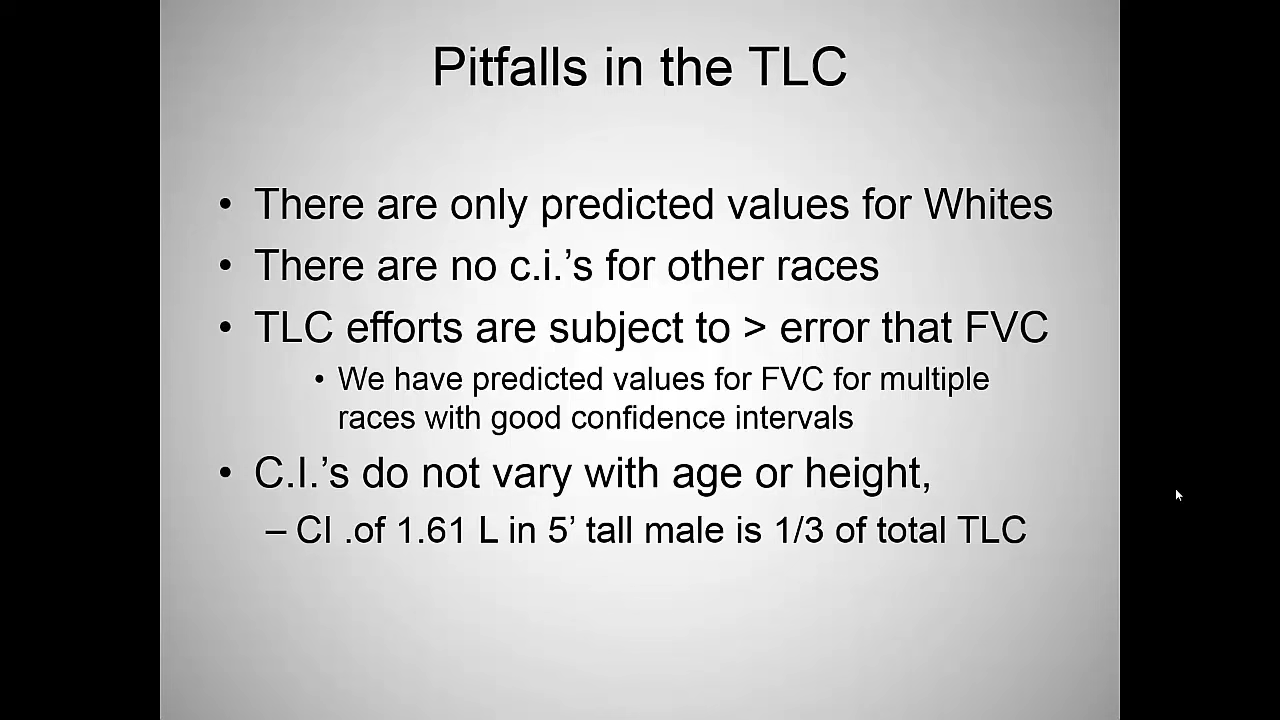 Pitfalls in the TLC
• There are only predicted values for Whites
• There are no c.i.’s for other races
• TLC efforts are subject to > error that FVC
• We have predicted values for FVC for multiple
races with good confidence intervals
• C.I.’s do not vary with age or height,
– CI .of 1.61 L in 5’ tall male is 1/3 of total TLC